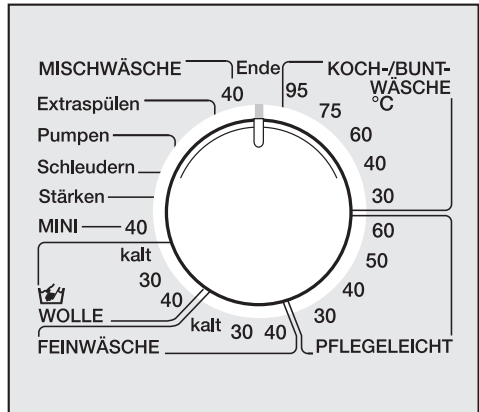 MISCHWÄSCHE
40
Ende
KOCH-/BUNT-
WÄSCHE
°C
95
75
60
40
30
Extraspülen
Pumpen
Schleudern
Stärken
MINI
40
kalt
30
40
WOLLE
FEINWÄSCHE
kalt 30 40
60
50
40
30
PFLEGELEICHT